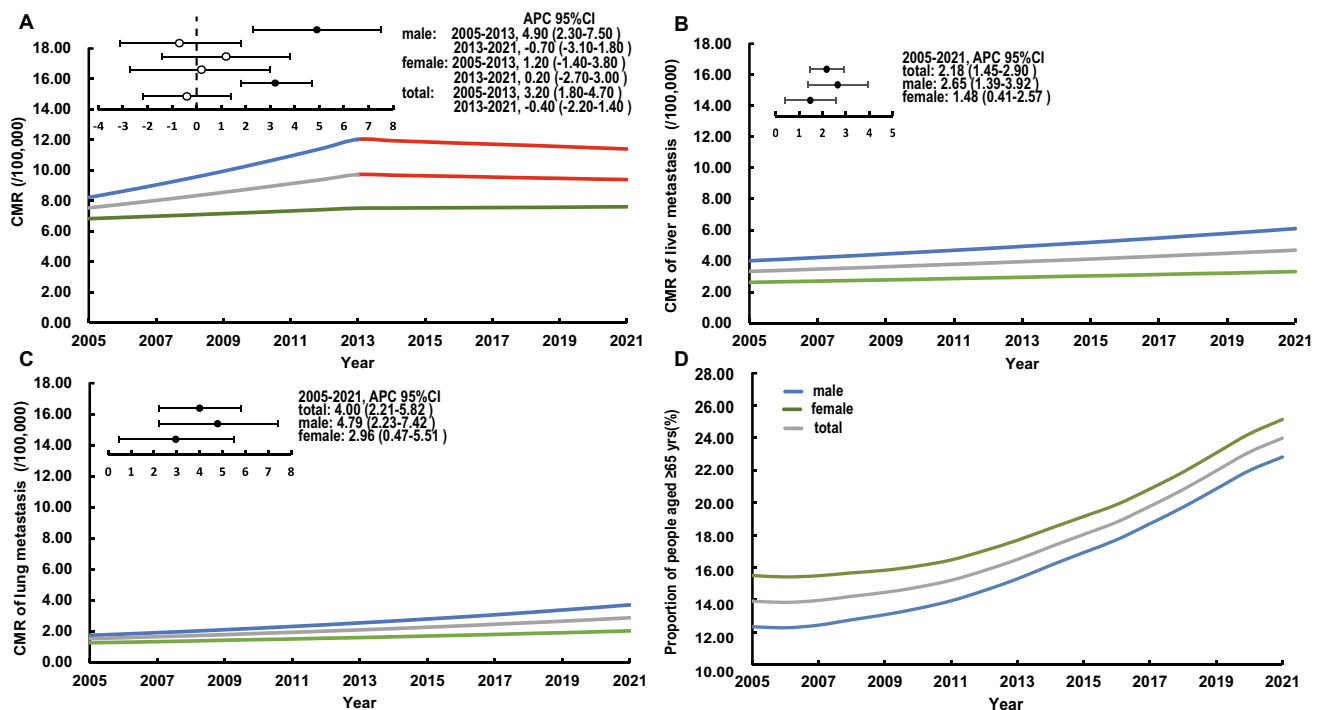 A
CMR (/100,000)
18.00
16.00
14.00
12.00
10.00
8.00
6.00
4.00
2.00
0.00
-4 -3 -2 -1 0 1 2 3 4 5 6 7 8
APC 95%CI
male: 2005-2013, 4.90 (2.30-7.50 )
2013-2021, -0.70 (-3.10-1.80 )
female: 2005-2013, 1.20 (-1.40-3.80 )
2013-2021, 0.20 (-2.70-3.00 )
total: 2005-2013, 3.20 (1.80-4.70 )
2013-2021, -0.40 (-2.20-1.40 )
2005 2007 2009 2011 2013 2015 2017 2019 2021
Year
B
CMR of liver metastasis (/100,000)
18.00
16.00
14.00
12.00
10.00
8.00
6.00
4.00
2.00
0.00
0 1 2 3 4 5
2005-2021, APC 95%CI
total: 2.18 (1.45-2.90 )
male: 2.65 (1.39-3.92 )
female: 1.48 (0.41-2.57 )
2005 2007 2009 2011 2013 2015 2017 2019 2021
Year
C
CMR of lung metastasis (/100,000)
18.00
16.00
14.00
12.00
10.00
8.00
6.00
4.00
2.00
0.00
0 1 2 3 4 5 6 7 8
2005-2021, APC 95%CI
total: 4.00 (2.21-5.82 )
male: 4.79 (2.23-7.42 )
female: 2.96 (0.47-5.51 )
2005 2007 2009 2011 2013 2015 2017 2019 2021
Year
D
Proportion of people aged ≥65 yrs(%)
28.00
26.00
24.00
22.00
20.00
18.00
16.00
14.00
12.00
10.00
male
female
total
2005 2007 2009 2011 2013 2015 2017 2019 2021
Year